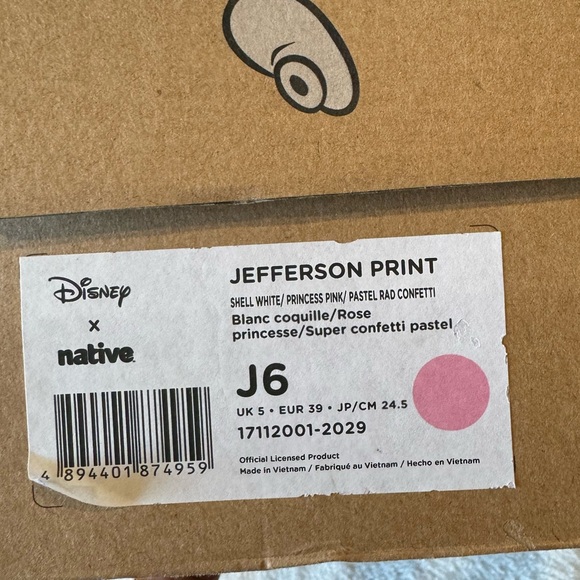 Disney
x
native
JEFFERSON PRINT
SHELL WHITE/ PRINCESS PINK/ PASTEL RAD CONFETTI
Blanc coquille/Rose
princesse/Super confetti pastel
J6
UK 5 • EUR 39 • JP/CM 24.5
17112001-2029
Official Licensed Product
Made in Vietnam / Fabriqué au Vietnam / Hecho en Vietnam
4 894401 874959